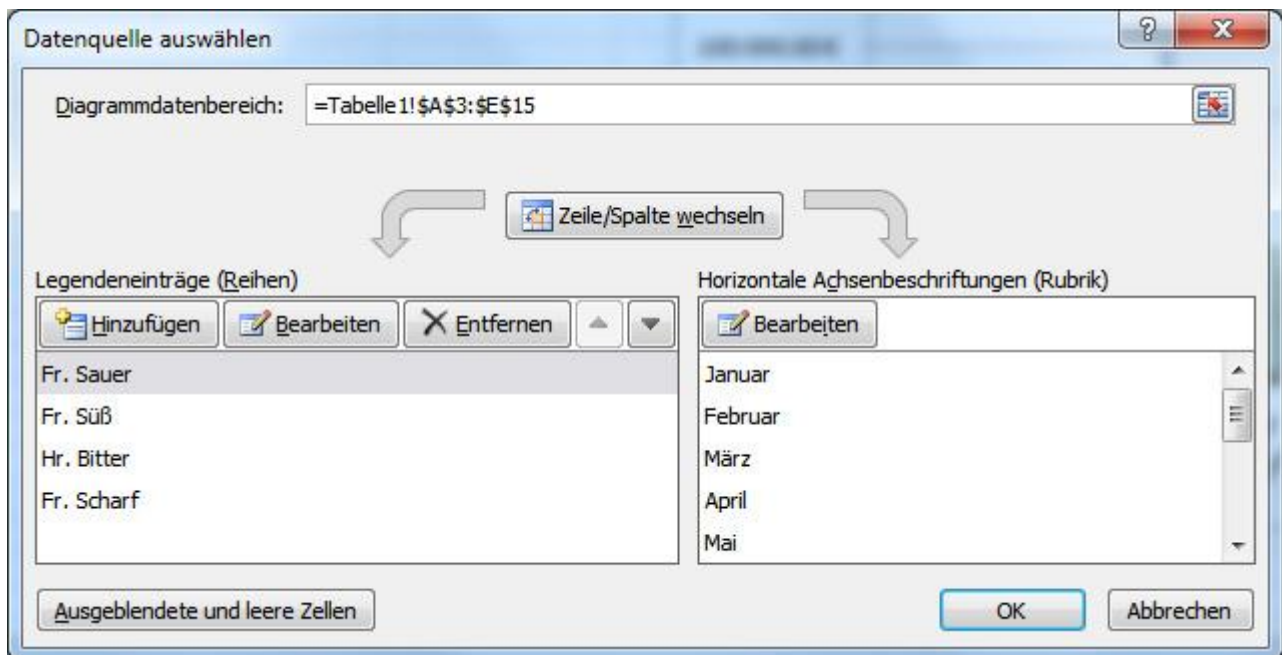 Datenquelle auswählen
Diagrammdatenbereich: =Tabelle1!$A$3:$E$15
Zeile/Spalte wechseln
Legendeneinträge (Reihen)
Hinzufügen Bearbeiten Entfernen
Fr. Sauer
Fr. Süß
Hr. Bitter
Fr. Scharf
Horizontale Achsenbeschriftungen (Rubrik)
Bearbeiten
Januar
Februar
März
April
Mai
Ausgeblendete und leere Zellen
OK Abbrechen